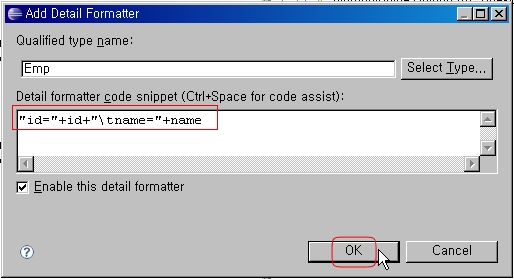 Add Detail Formatter
Qualified type name:
Emp
Select Type...
Detail formatter code snippet (Ctrl+Space for code assist):
"id="+id+"\tname="+name
Enable this detail formatter
OK
Cancel